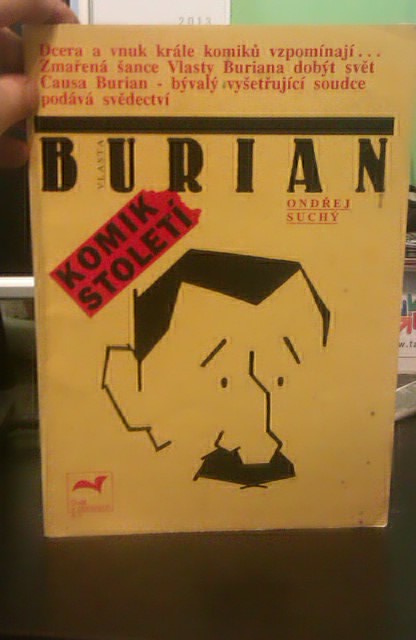 2013
Dcera a vnuk krále komiků vzpomínají...
Zmařená šance Vlasty Buriana dobýt svět
Causa Burian - bývalý vyšetřující soudce
podává svědectví
VLASTA
BURIAN
ONDŘEJ
SUCHÝ
KOMIK
STOLETÍ